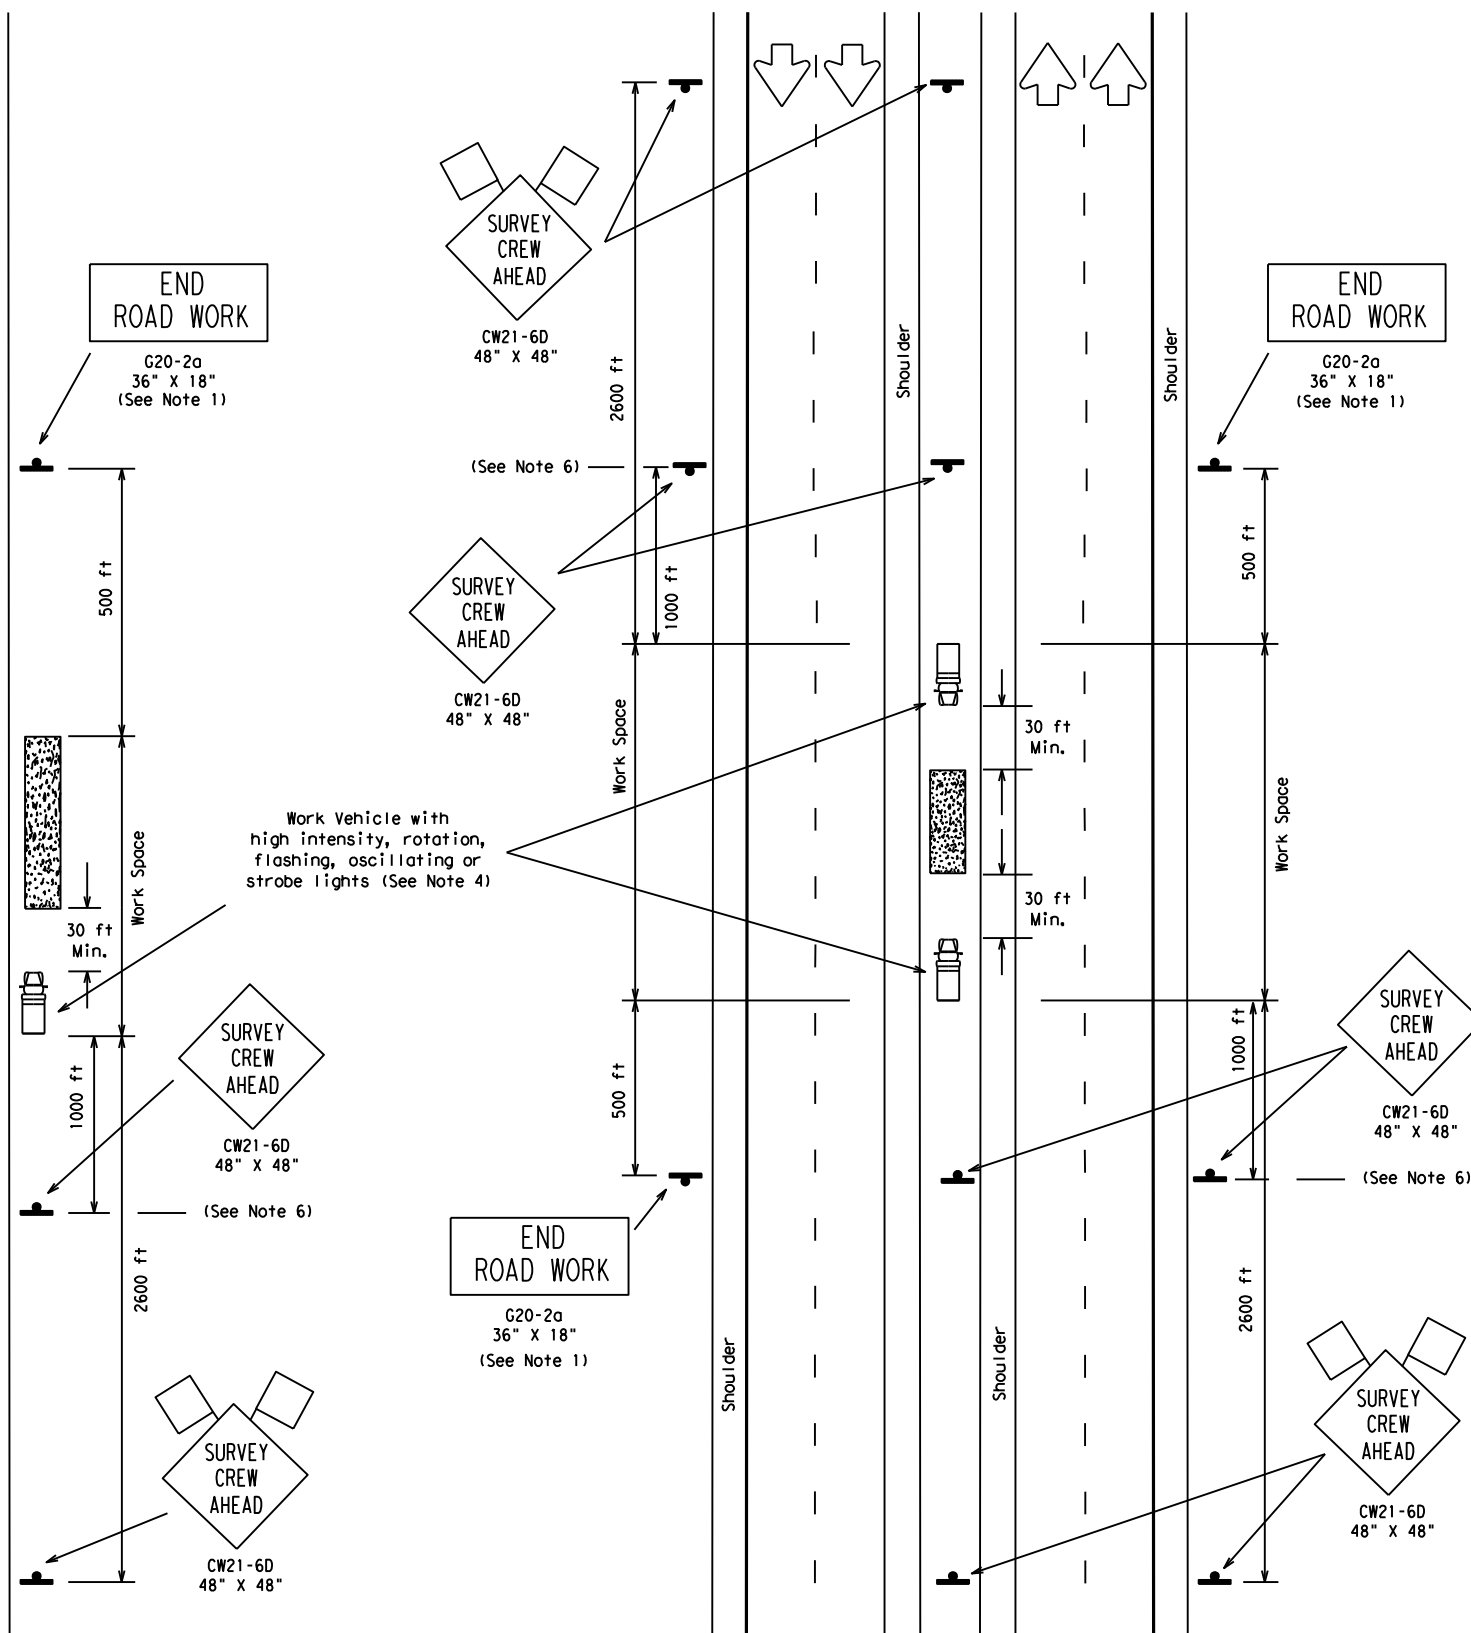 END
ROAD WORK
G20-2a
36" X 18"
(See Note 1)
500 ft
Work Space
30 ft
Min.
1000 ft
SURVEY
CREW
AHEAD
CW21-6D
48" X 48"
(See Note 6)
2600 ft
SURVEY
CREW
AHEAD
CW21-6D
48" X 48"
SURVEY
CREW
AHEAD
CW21-6D
48" X 48"
2600 ft
(See Note 6)
SURVEY
CREW
AHEAD
CW21-6D
48" X 48"
1000 ft
Work Space
Work Vehicle with
high intensity, rotation,
flashing, oscillating or
strobe lights (See Note 4)
500 ft
END
ROAD WORK
G20-2a
36" X 18"
(See Note 1)
Shoulder
Shoulder
Shoulder
Shoulder
30 ft
Min.
30 ft
Min.
END
ROAD WORK
G20-2a
36" X 18"
(See Note 1)
500 ft
Work Space
1000 ft
SURVEY
CREW
AHEAD
CW21-6D
48" X 48"
(See Note 6)
2600 ft
SURVEY
CREW
AHEAD
CW21-6D
48" X 48"